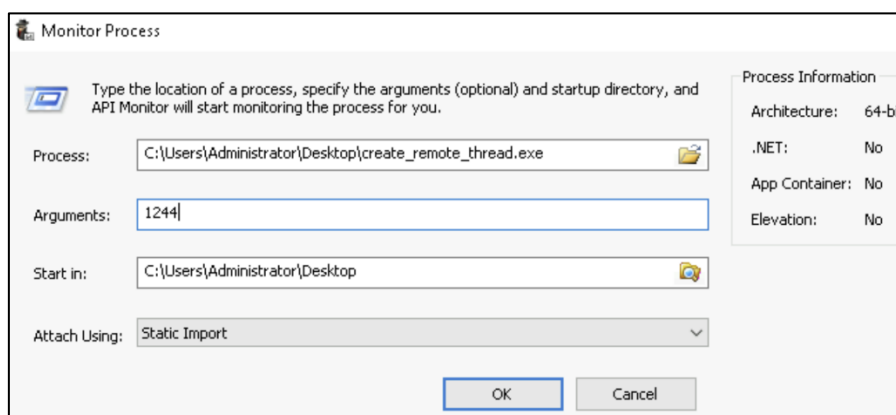 Monitor Process
Type the location of a process, specify the arguments (optional) and startup directory, and
API Monitor will start monitoring the process for you.
Process: C:\Users\Administrator\Desktop\create_remote_thread.exe
Arguments: 1244
Start in: C:\Users\Administrator\Desktop
Attach Using: Static Import
OK Cancel
Process Information
Architecture: 64-b
.NET: No
App Container: No
Elevation: No